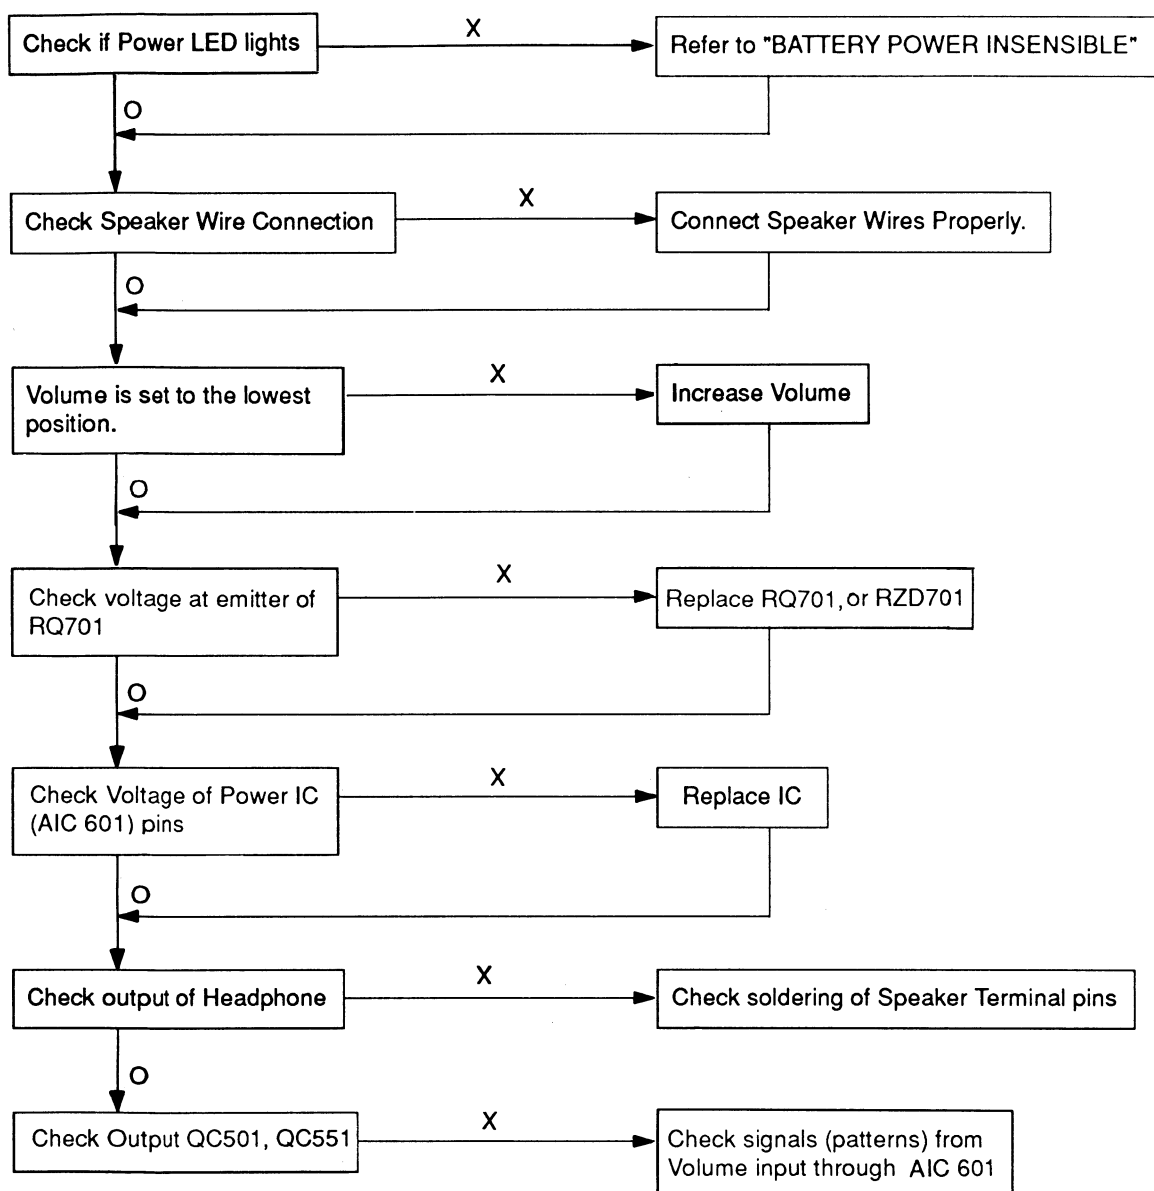 Check if Power LED lights
X
Refer to "BATTERY POWER INSENSIBLE"
O
Check Speaker Wire Connection
X
Connect Speaker Wires Properly.
O
Volume is set to the lowest
position.
X
Increase Volume
O
Check voltage at emitter of
RQ701
X
Replace RQ701, or RZD701
O
Check Voltage of Power IC
(AIC 601) pins
X
Replace IC
O
Check output of Headphone
X
Check soldering of Speaker Terminal pins
O
Check Output QC501, QC551
X
Check signals (patterns) from
Volume input through AIC 601